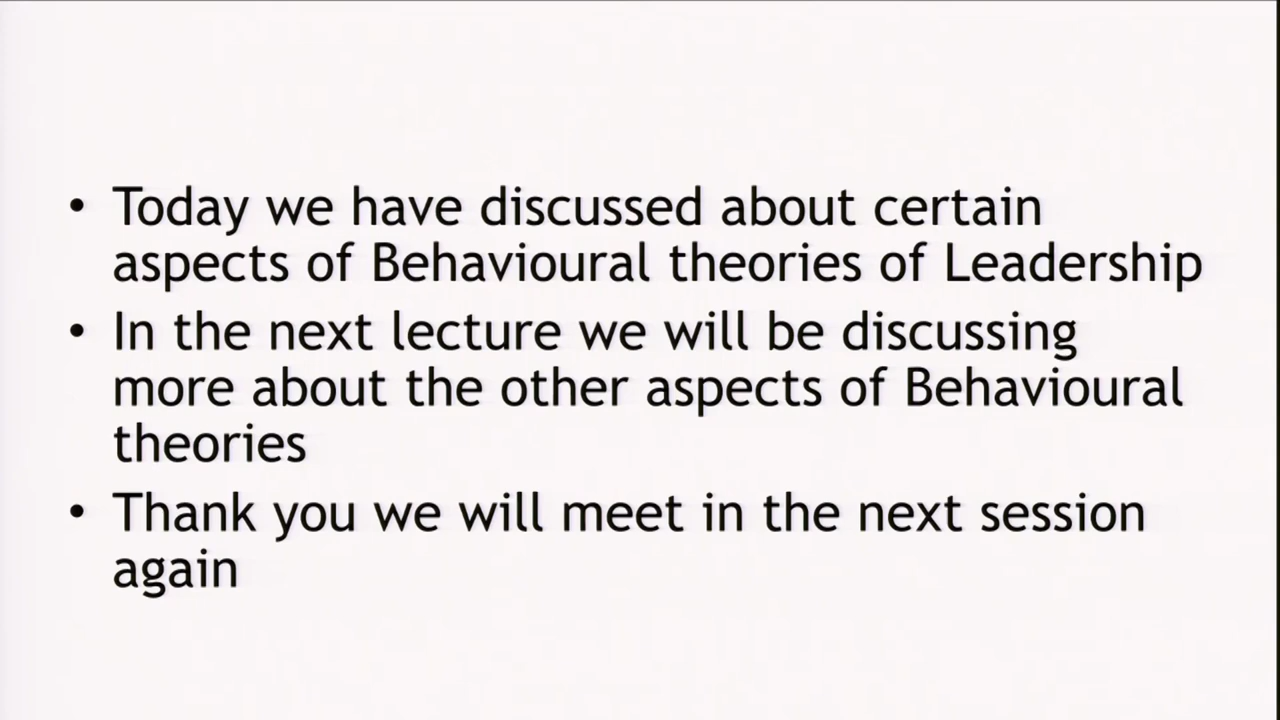 • Today we have discussed about certain
aspects of Behavioural theories of Leadership
• In the next lecture we will be discussing
more about the other aspects of Behavioural
theories
• Thank you we will meet in the next session
again